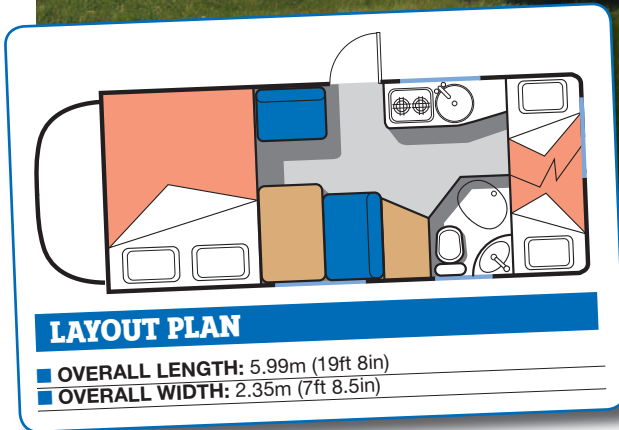 LAYOUT PLAN
OVERALL LENGTH: 5.99m (19ft 8in)
OVERALL WIDTH: 2.35m (7ft 8.5in)